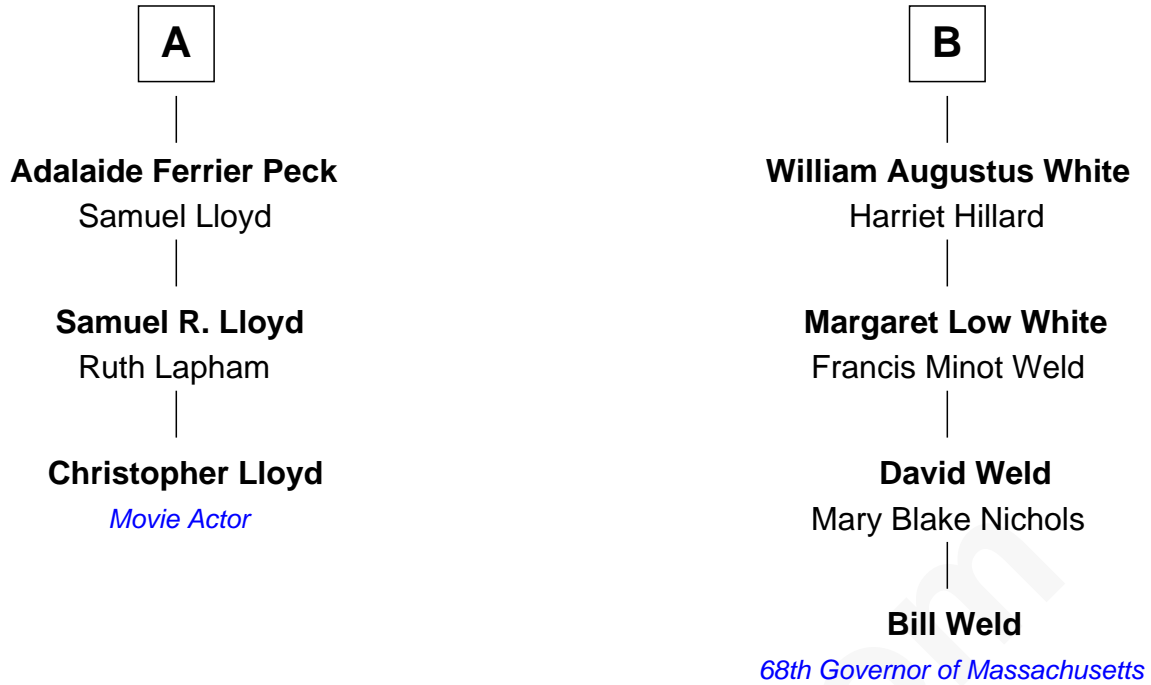 A
Adalaide Ferrier Peck
Samuel Lloyd
Samuel R. Lloyd
Ruth Lapham
Christopher Lloyd
Movie Actor
B
William Augustus White
Harriet Hillard
Margaret Low White
Francis Minot Weld
David Weld
Mary Blake Nichols
Bill Weld
68th Governor of Massachusetts